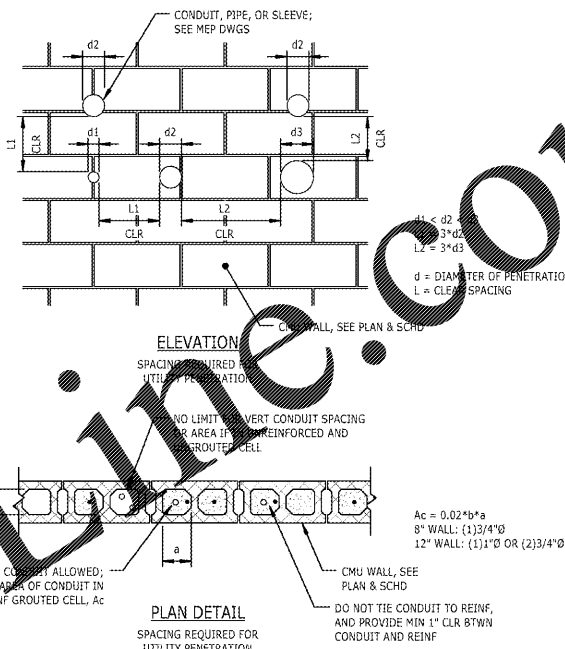 CONDUIT, PIPE, OR SLEEVE;
SEE MEP DWGS
d2
d2
L1
CLR
d1
d2
d3
L2
CLR
L1
CLR
L2
CLR
d1 < d2 <
= 3*d2
L2 = 3*d3
d = DIAMETER OF PENETRATIO
L = CLEAR SPACING
CMU WALL, SEE PLAN & SCHD
ELEVATION
SPACING REQUIRED FOR
UTILITY PENETRATION
NO LIMIT FOR VERT CONDUIT SPACING
OR AREA IF IN UNREINFORCED AND
UNGROUTED CELL
Line.co
a
Ac = 0.02*b*a
8" WALL: (1)3/4"Ø
12" WALL: (1)1"Ø OR (2)3/4"Ø
CONDUIT ALLOWED;
AREA OF CONDUIT IN
NF GROUTED CELL, Ac
CMU WALL, SEE
PLAN & SCHD
DO NOT TIE CONDUIT TO REINF,
AND PROVIDE MIN 1" CLR BTWN
CONDUIT AND REINF
PLAN DETAIL
SPACING REQUIRED FOR
UTILITY PENETRATION